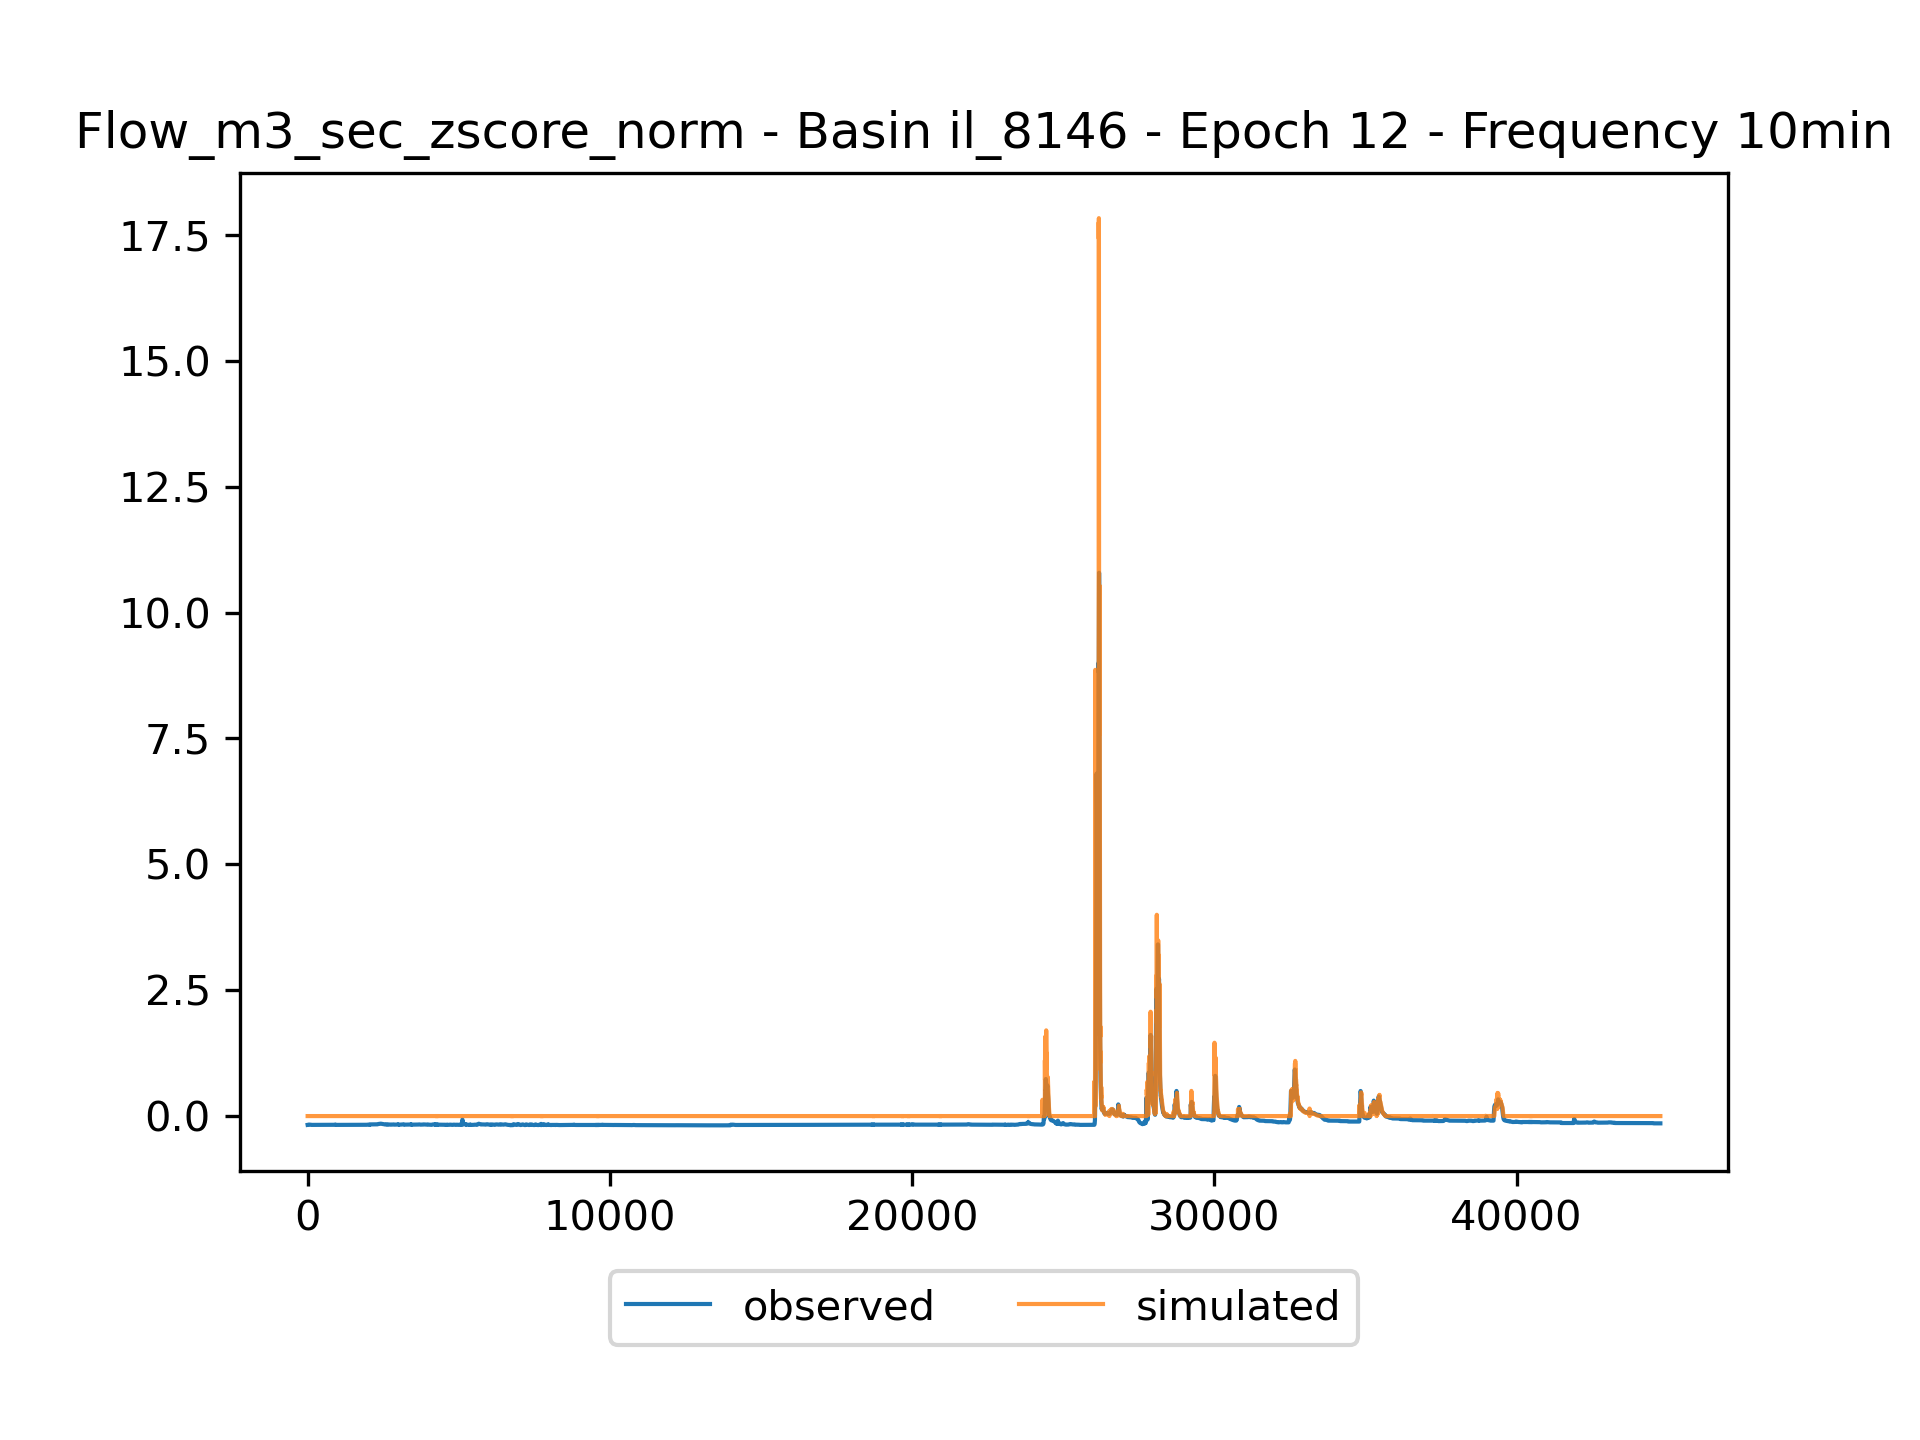 Flow_m3_sec_zscore_norm - Basin il_8146 - Epoch 12 - Frequency 10min
17.5
15.0
12.5
10.0
7.5
5.0
2.5
0.0
0 10000 20000 30000 40000
observed simulated